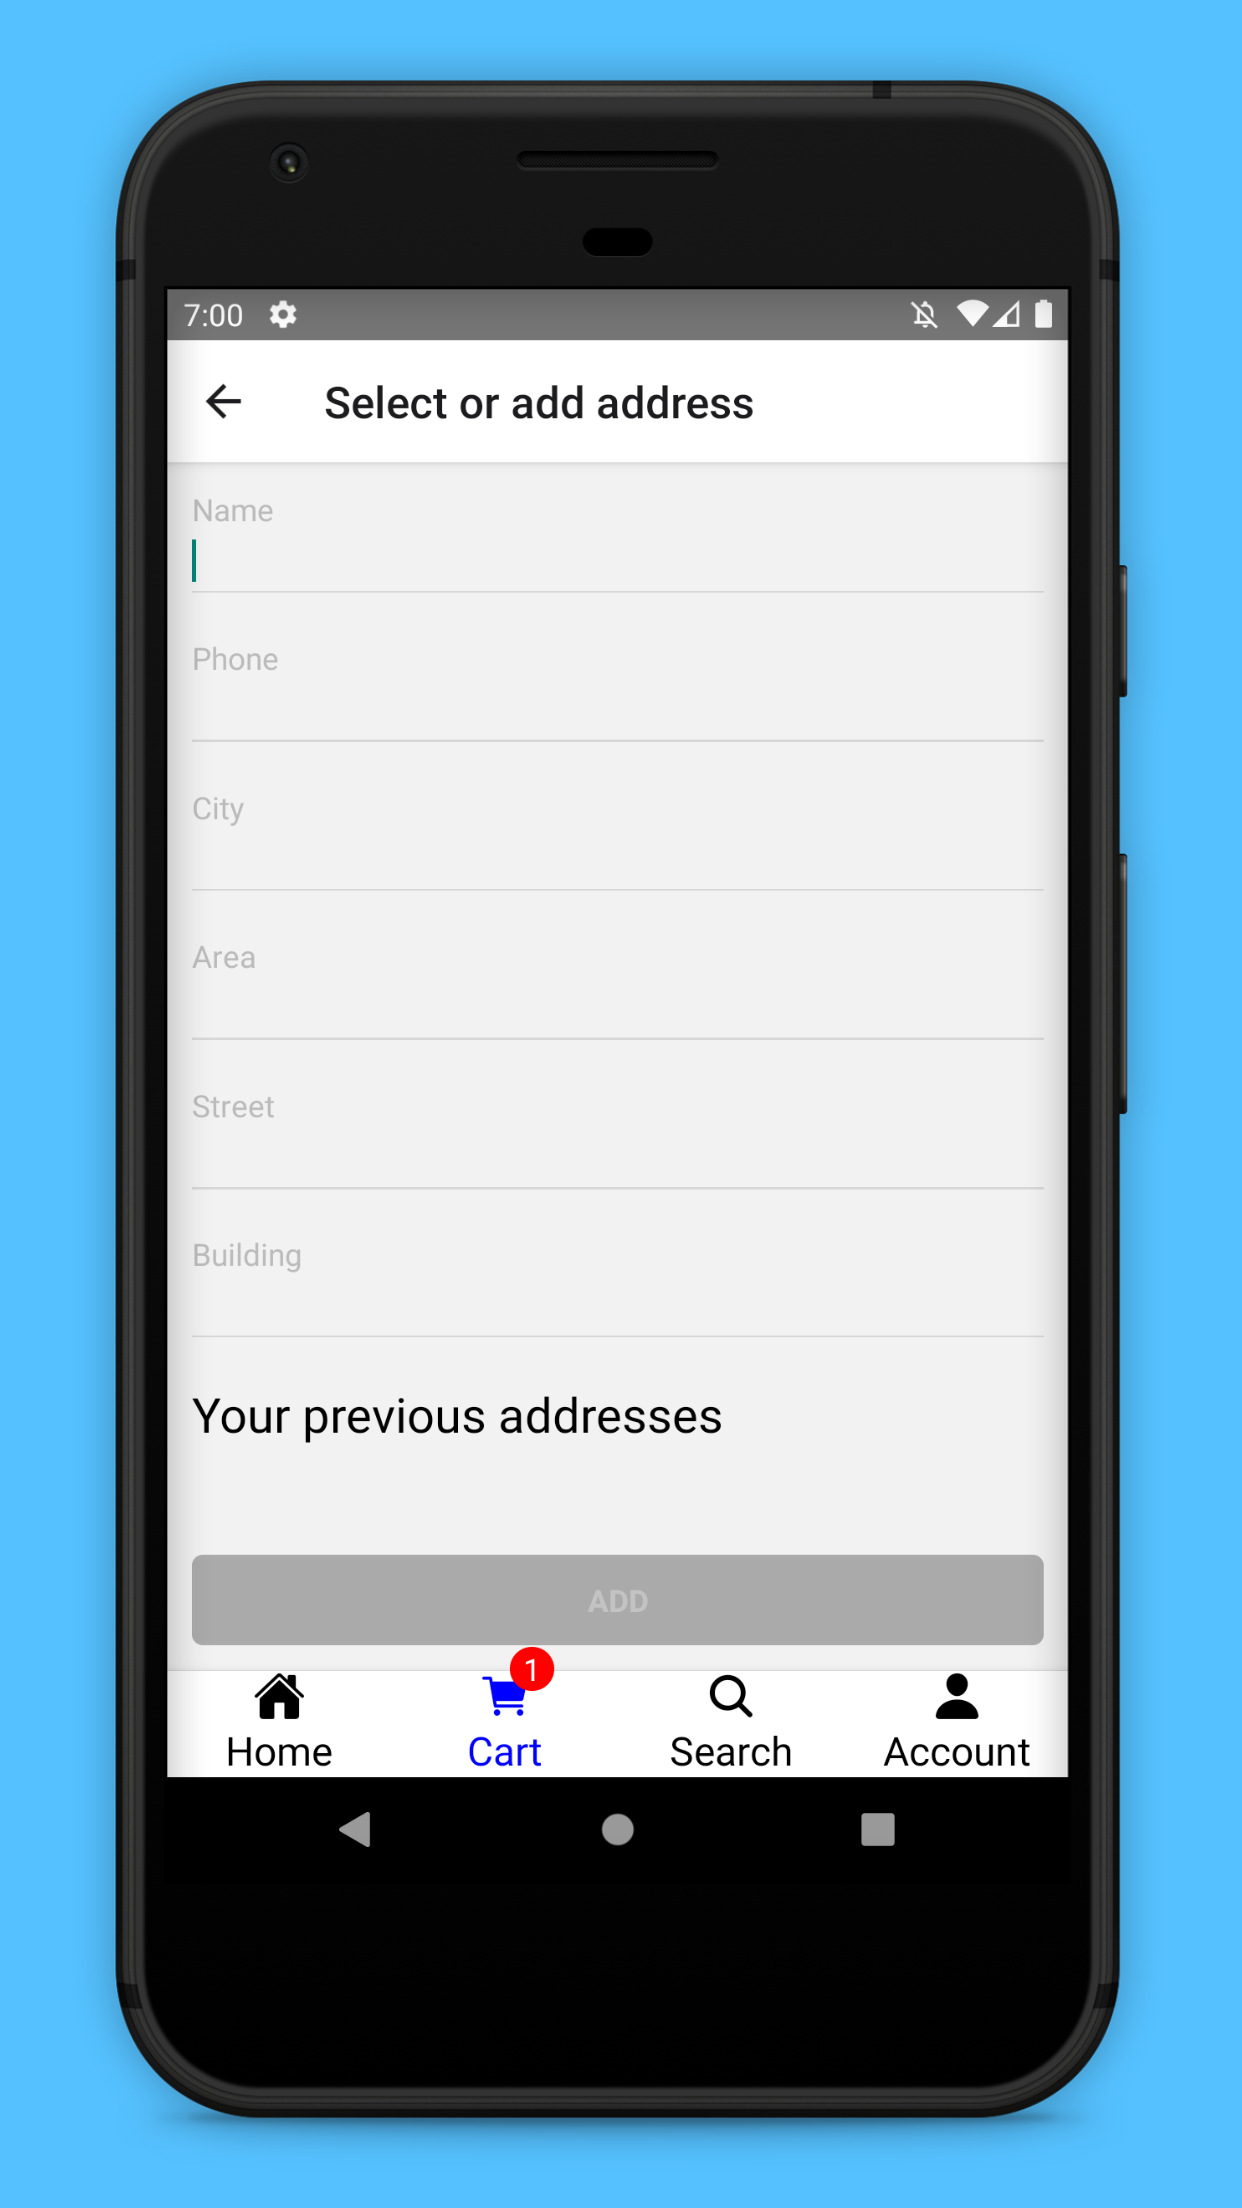 7:00
Select or add address
Name
Phone
City
Area
Street
Building
Your previous addresses
ADD
1
Home
Cart
Search
Account